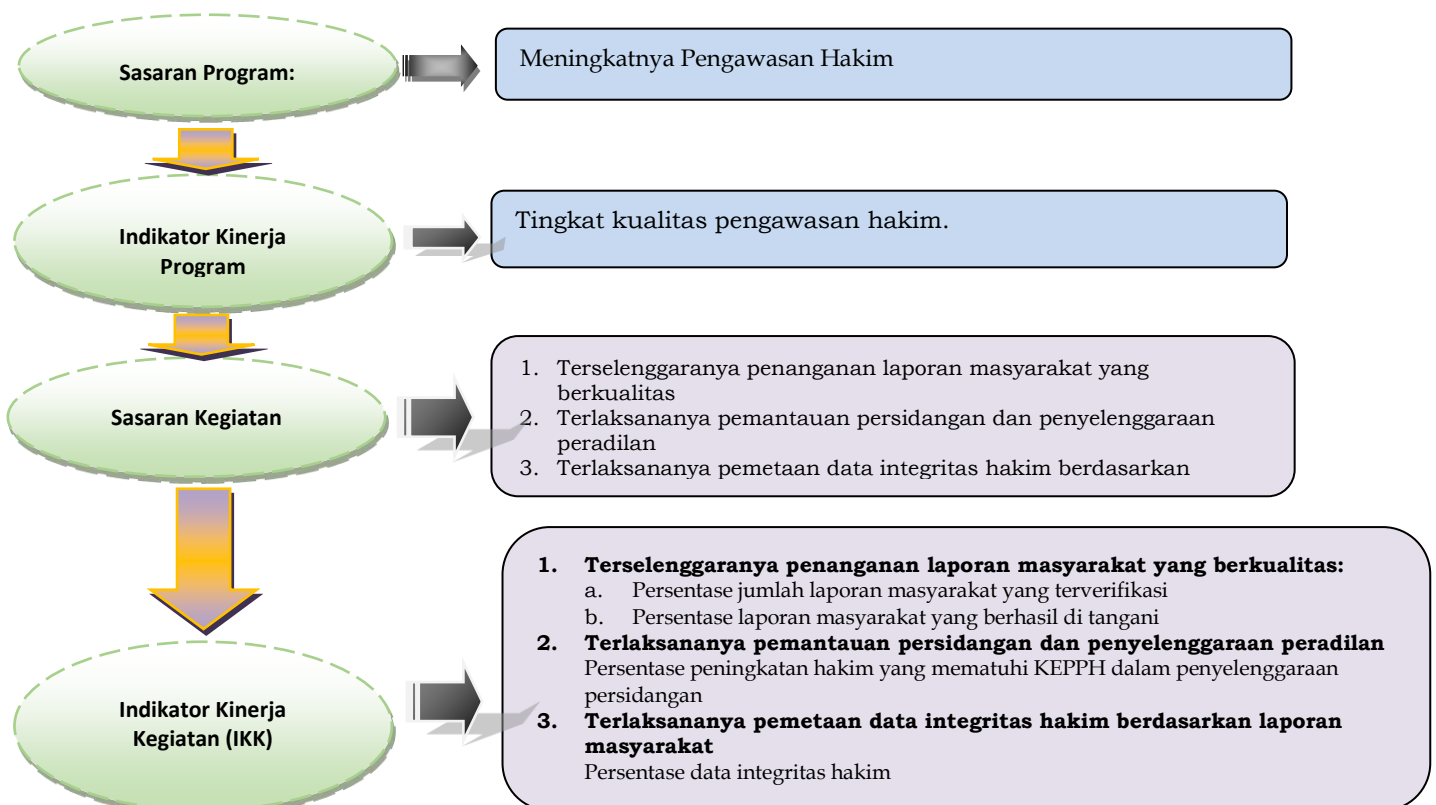 Sasaran Program:
Meningkatnya Pengawasan Hakim
Indikator Kinerja
Program
Tingkat kualitas pengawasan hakim.
Sasaran Kegiatan
1. Terselenggaranya penanganan laporan masyarakat yang
berkualitas
2. Terlaksananya pemantauan persidangan dan penyelenggaraan
peradilan
3. Terlaksananya pemetaan data integritas hakim berdasarkan
Indikator Kinerja
Kegiatan (IKK)
1. Terselenggaranya penanganan laporan masyarakat yang berkualitas:
a. Persentase jumlah laporan masyarakat yang terverifikasi
b. Persentase laporan masyarakat yang berhasil di tangani
2. Terlaksananya pemantauan persidangan dan penyelenggaraan peradilan
Persentase peningkatan hakim yang mematuhi KEPPH dalam penyelenggaraan
persidangan
3. Terlaksananya pemetaan data integritas hakim berdasarkan laporan
masyarakat
Persentase data integritas hakim